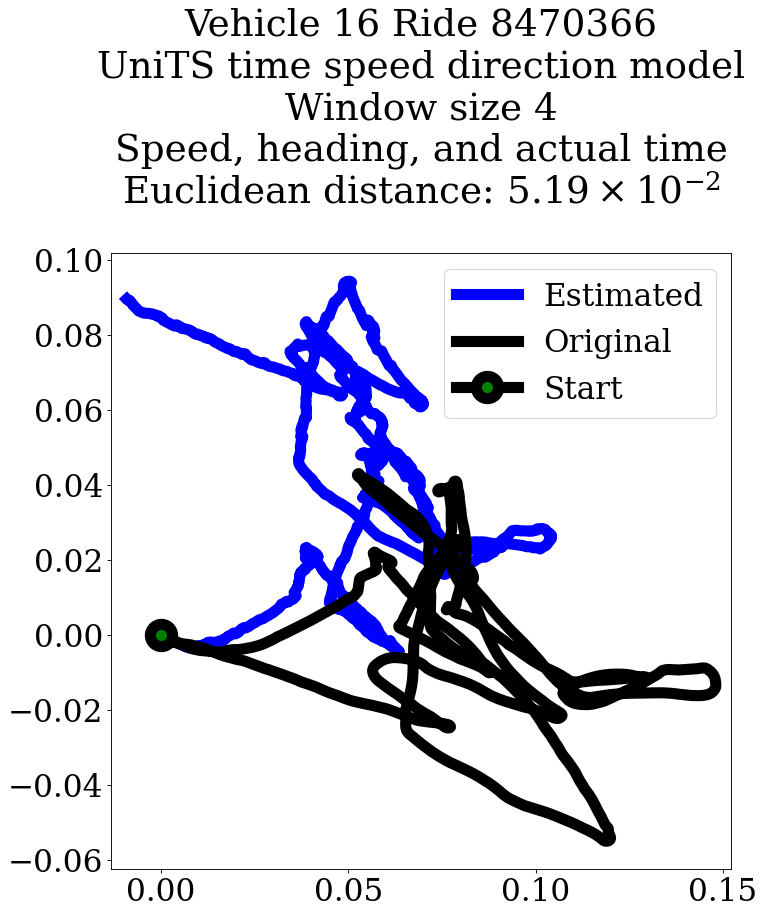 Vehicle 16 Ride 8470366
UniTS time speed direction model
Window size 4
Speed, heading, and actual time
Euclidean distance: 5.19 × 10⁻²
0.10
0.08
0.06
0.04
0.02
0.00
−0.02
−0.04
−0.06
Estimated
Original
Start
0.00 0.05 0.10 0.15